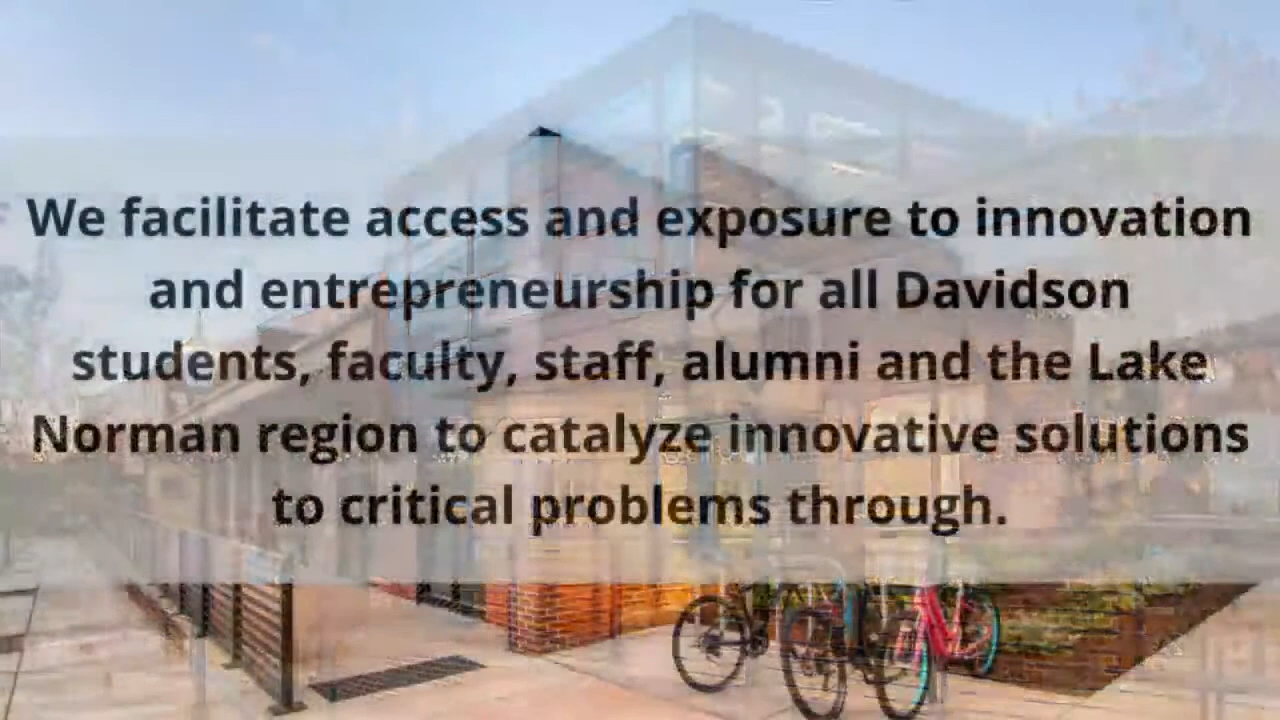 We facilitate access and exposure to innovation
and entrepreneurship for all Davidson
students, faculty, staff, alumni and the Lake
Norman region to catalyze innovative solutions
to critical problems through.